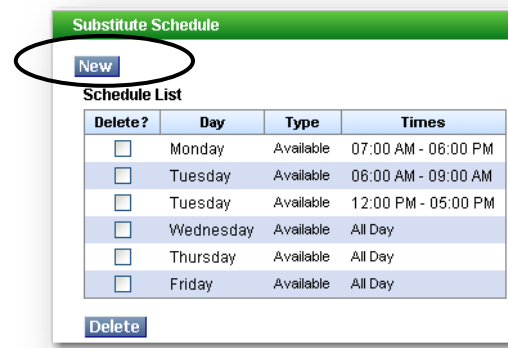 Substitute Schedule
New
Schedule List
Delete? Day Type Times
Monday Available 07:00 AM - 06:00 PM
Tuesday Available 06:00 AM - 09:00 AM
Tuesday Available 12:00 PM - 05:00 PM
Wednesday Available All Day
Thursday Available All Day
Friday Available All Day
Delete